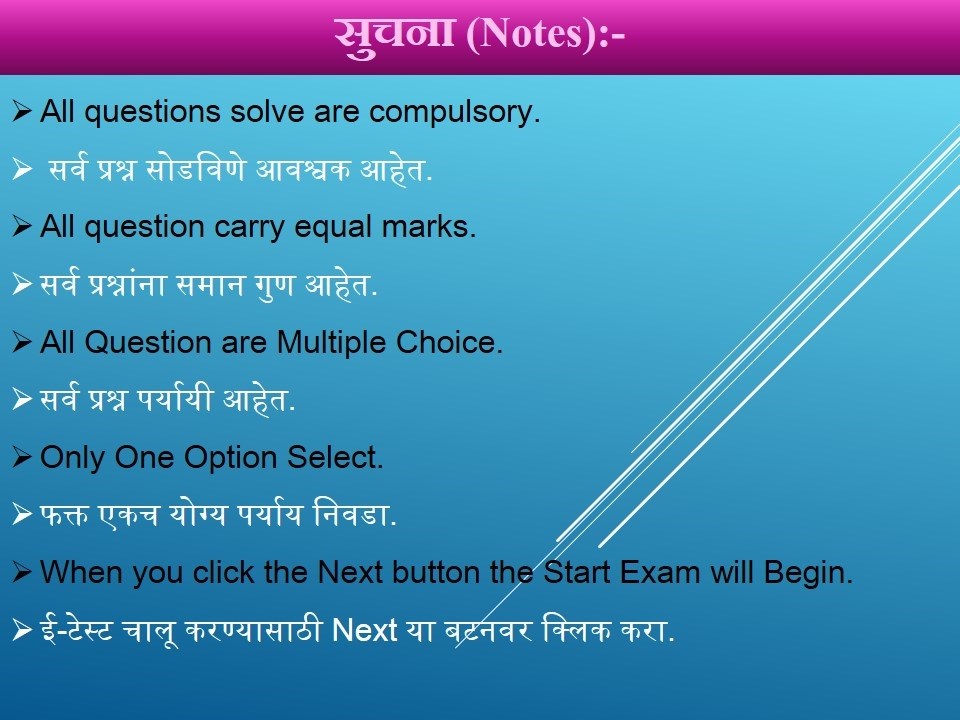 सुचना (Notes):-
➢ All questions solve are compulsory.
➢ सर्व प्रश्न सोडविणे आवश्यक आहेत.
➢ All question carry equal marks.
➢ सर्व प्रश्नांना समान गुण आहेत.
➢ All Question are Multiple Choice.
➢ सर्व प्रश्न पर्यायी आहेत.
➢ Only One Option Select.
➢ फक्त एकच योग्य पर्याय निवडा.
➢ When you click the Next button the Start Exam will Begin.
➢ ई-टेस्ट चालू करण्यासाठी Next या बटनवर क्लिक करा.